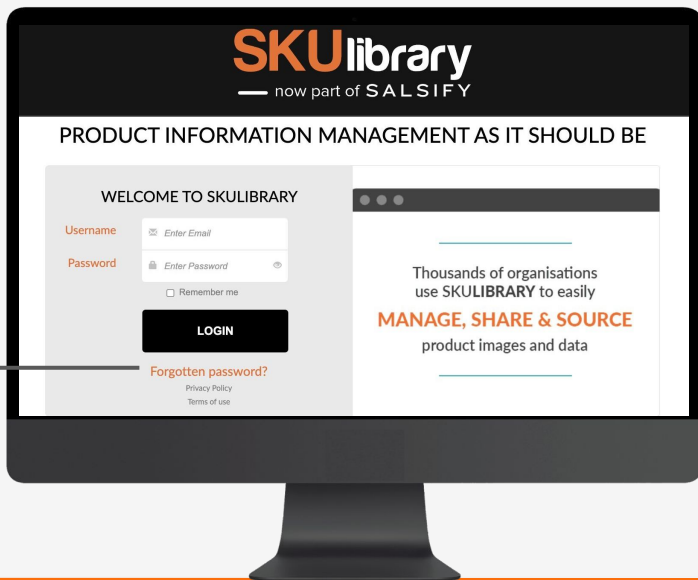 SKUlibrary
now part of SALSIFY
PRODUCT INFORMATION MANAGEMENT AS IT SHOULD BE
WELCOME TO SKULIBRARY
Username
Enter Email
Password
Enter Password
Remember me
LOGIN
Forgotten password?
Privacy Policy
Terms of use
Thousands of organisations
use SKULIBRARY to easily
MANAGE, SHARE & SOURCE
product images and data